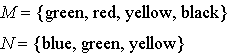 M = {green, red, yellow, black}
N = {blue, green, yellow}